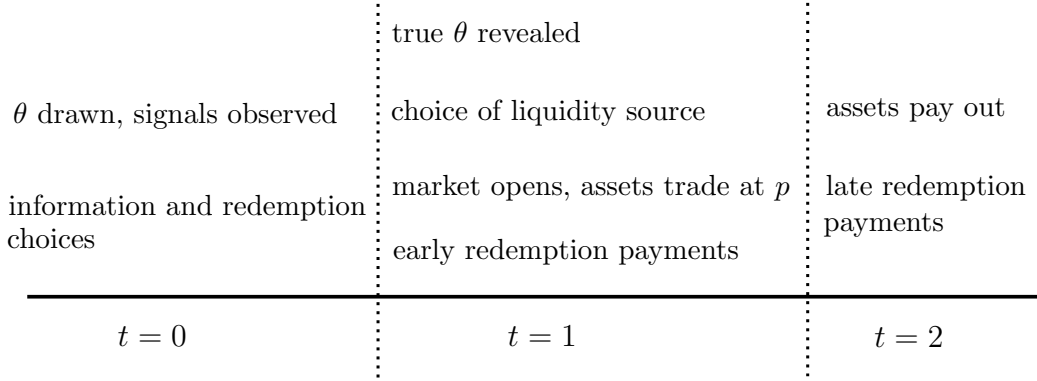 θ drawn, signals observed
information and redemption
choices
true θ revealed
choice of liquidity source
market opens, assets trade at p
early redemption payments
assets pay out
late redemption
payments
t = 0
t = 1
t = 2